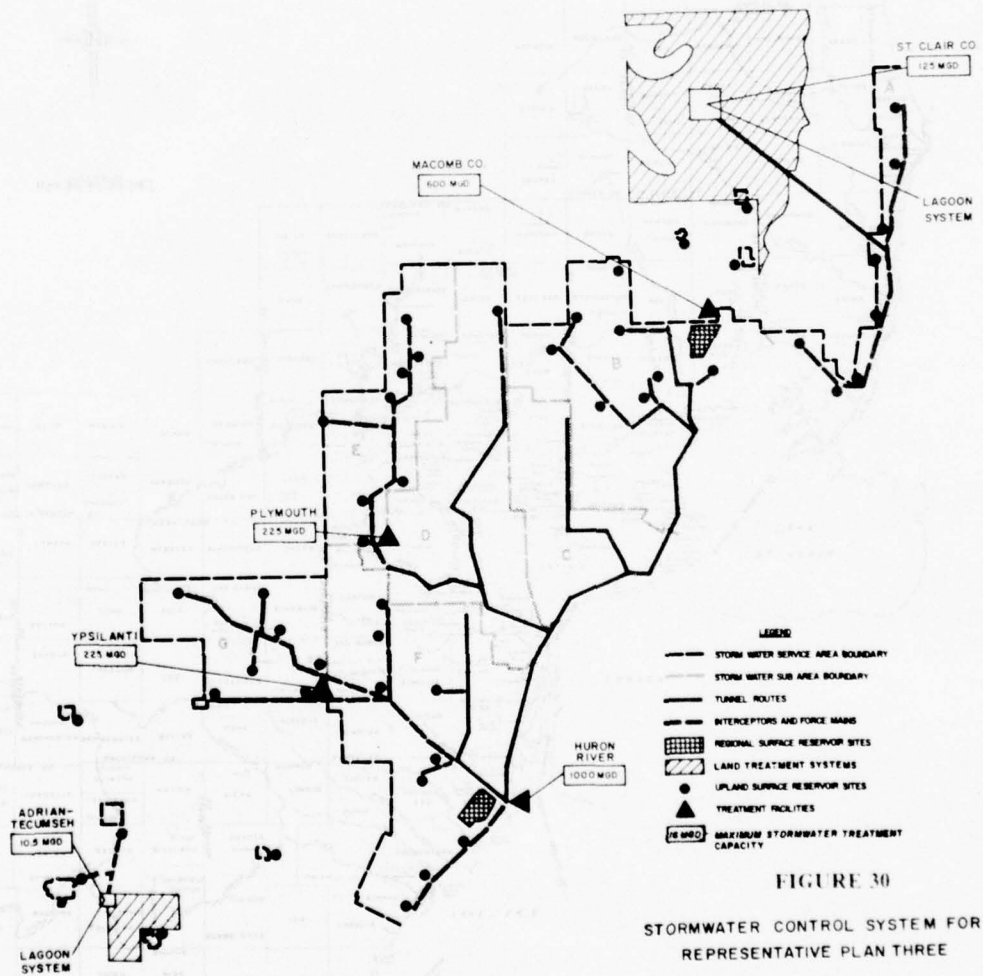 ST. CLAIR CO.
125 MGD
A
MACOMB CO.
600 MGD
LAGOON
SYSTEM
B
E
PLYMOUTH
225 MGD
D
C
YPSILANTI
225 MGD
G
F
HURON
RIVER
1000 MGD
ADRIAN-
TECUMSEH
10.5 MGD
LAGOON
SYSTEM
LEGEND
STORM WATER SERVICE AREA BOUNDARY
STORM WATER SUB AREA BOUNDARY
TUNNEL ROUTES
INTERCEPTORS AND FORCE MAINS
REGIONAL SURFACE RESERVOIR SITES
LAND TREATMENT SYSTEMS
UPLAND SURFACE RESERVOIR SITES
TREATMENT FACILITIES
16 MGD MAXIMUM STORMWATER TREATMENT
CAPACITY
FIGURE 30
STORMWATER CONTROL SYSTEM FOR
REPRESENTATIVE PLAN THREE